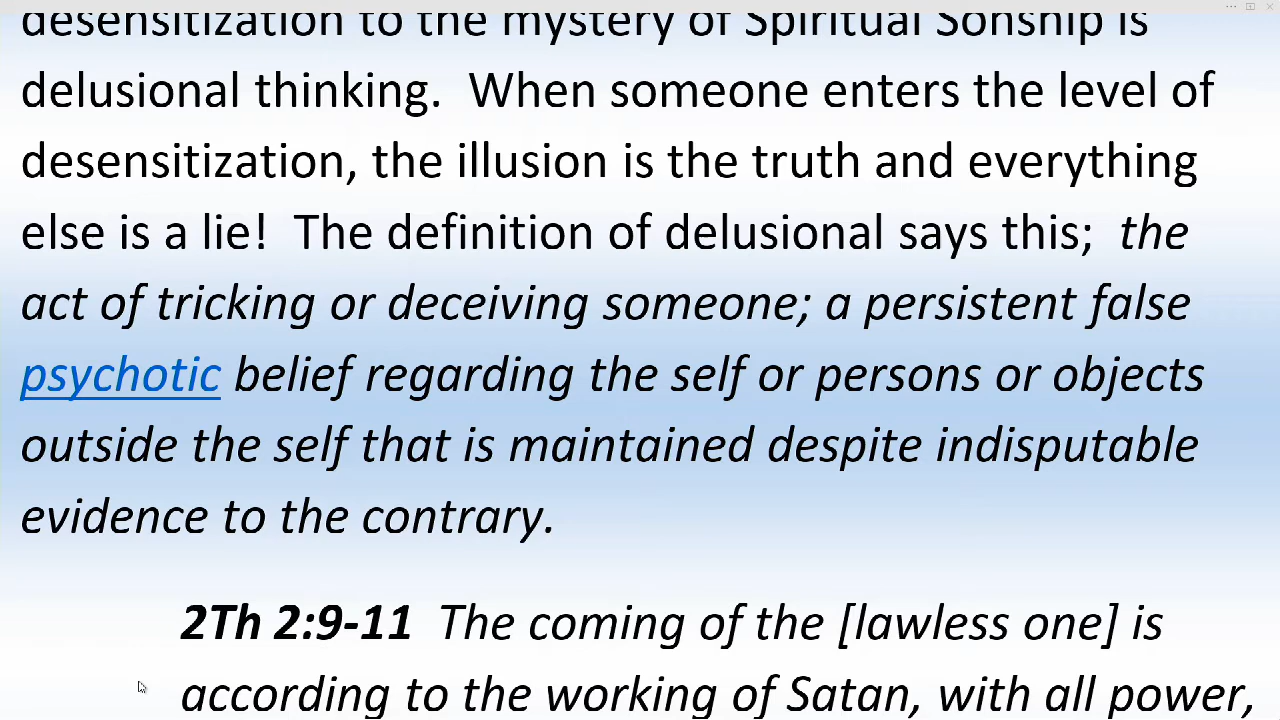 desensitization to the mystery of Spiritual Sonship is
delusional thinking.  When someone enters the level of
desensitization, the illusion is the truth and everything
else is a lie!  The definition of delusional says this;  the
act of tricking or deceiving someone; a persistent false
psychotic belief regarding the self or persons or objects
outside the self that is maintained despite indisputable
evidence to the contrary.
2Th 2:9-11  The coming of the [lawless one] is
according to the working of Satan, with all power,